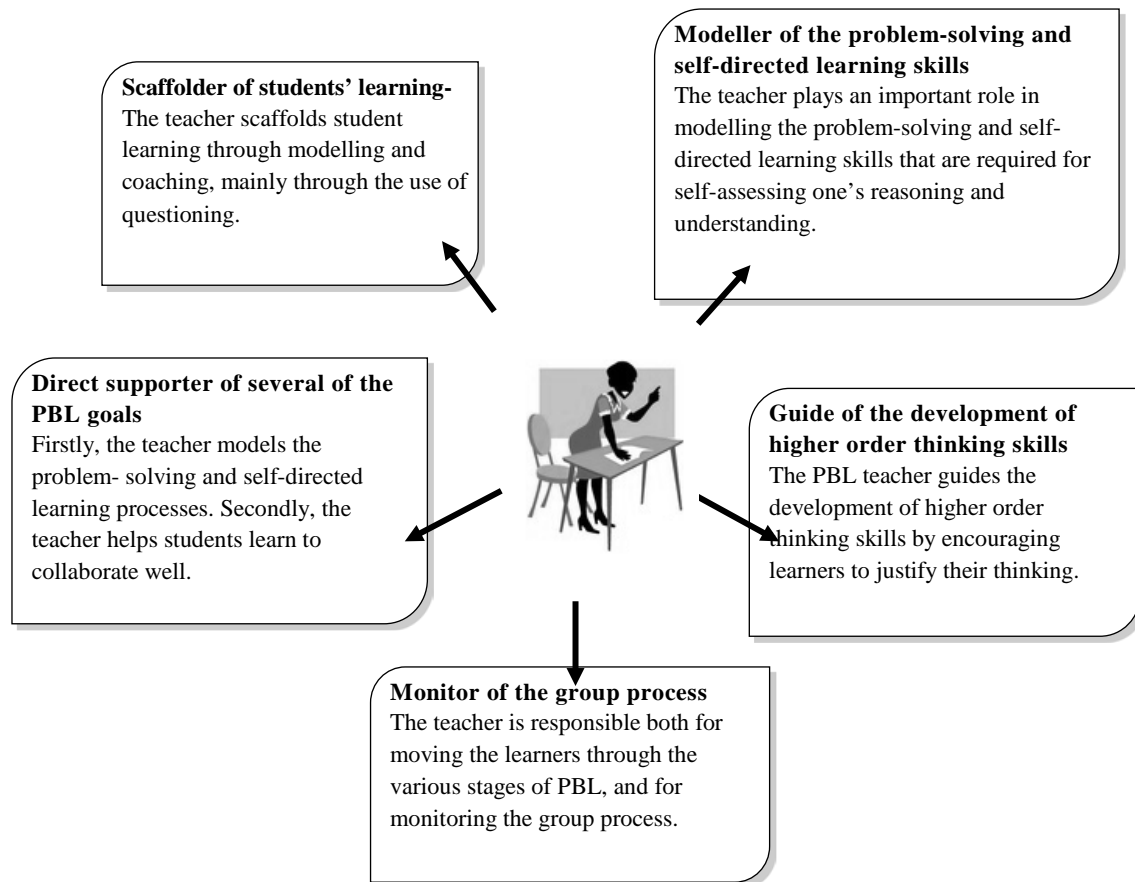 Scaffolder of students’ learning-
The teacher scaffolds student
learning through modelling and
coaching, mainly through the use of
questioning.
Modeller of the problem-solving and
self-directed learning skills
The teacher plays an important role in
modelling the problem-solving and self-
directed learning skills that are required for
self-assessing one’s reasoning and
understanding.
Direct supporter of several of the
PBL goals
Firstly, the teacher models the
problem- solving and self-directed
learning processes. Secondly, the
teacher helps students learn to
collaborate well.
Guide of the development of
higher order thinking skills
The PBL teacher guides the
development of higher order
thinking skills by encouraging
learners to justify their thinking.
Monitor of the group process
The teacher is responsible both for
moving the learners through the
various stages of PBL, and for
monitoring the group process.